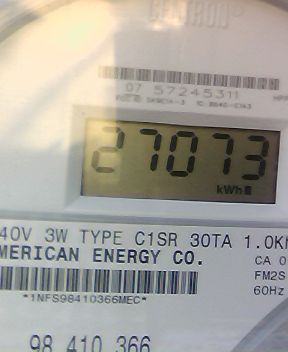 CENTRON®
07 57245311
27073
kWh
40V 3W TYPE C1SR 30TA 1.0K
MERICAN ENERGY CO.
CA 0
FM2S
60Hz
*1NFS98410366MEC*
98 410 366